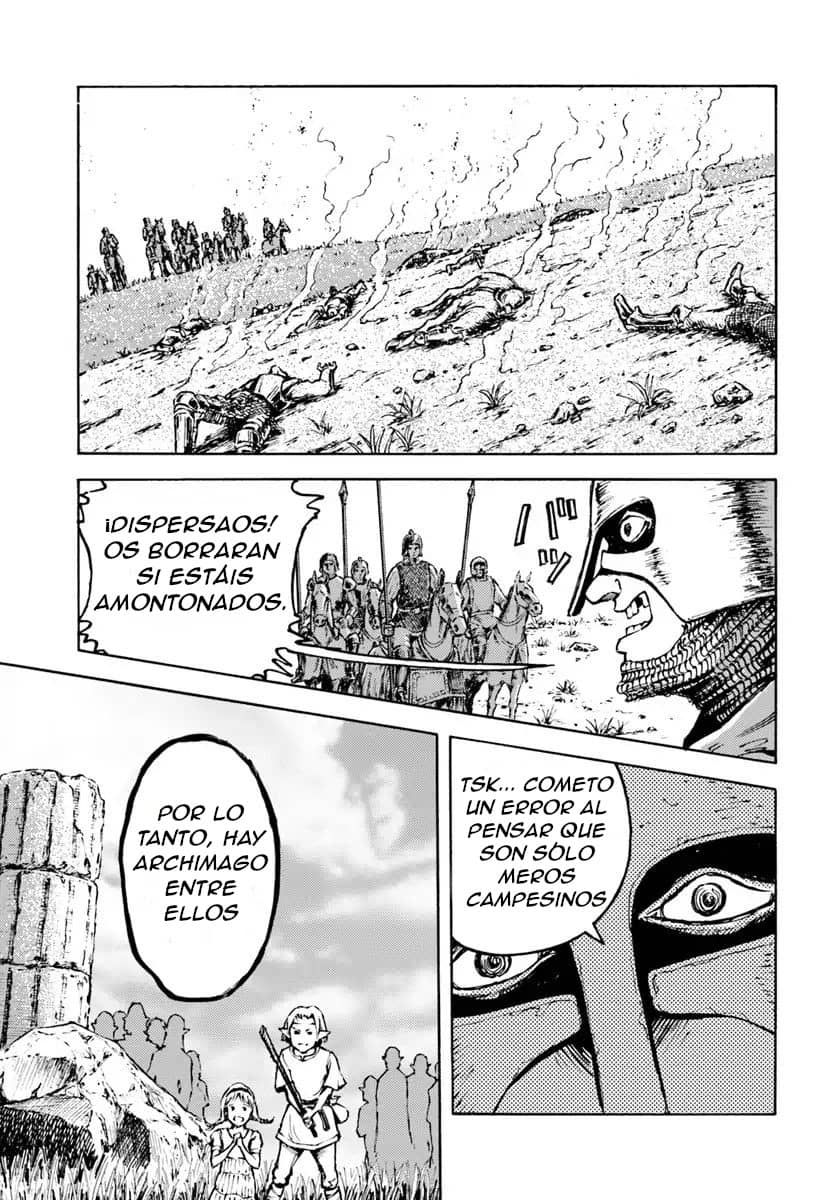 ¡DISPERSAOS!
OS BORRARAN
SI ESTÁIS
AMONTONADOS.
TSK... COMETO
UN ERROR AL
PENSAR QUE
SON SÓLO
MEROS
CAMPESINOS
POR LO
TANTO, HAY
ARCHIMAGO
ENTRE
ELLOS